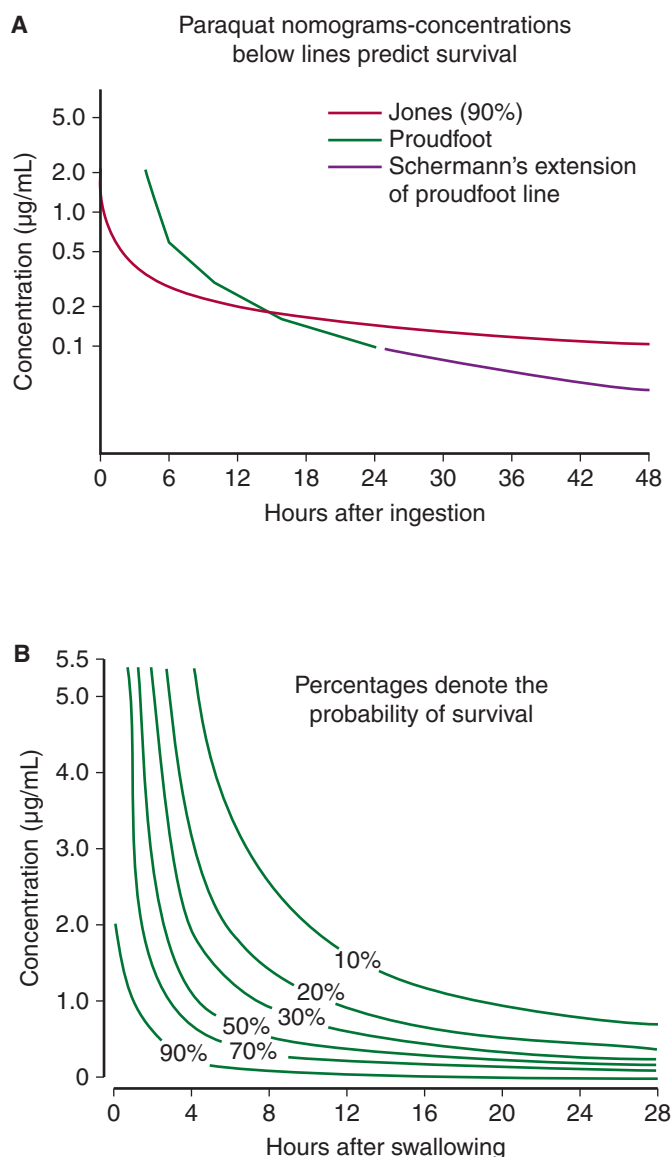 A
Paraquat nomograms-concentrations
below lines predict survival
Jones (90%)
Proudfoot
Schermann's extension
of proudfoot line
Concentration (μg/mL)
5.0
2.0
1.0
0.5
0.2
0.1
0 6 12 18 24 30 36 42 48
Hours after ingestion
B
Percentages denote the
probability of survival
Concentration (μg/mL)
5.5
5.0
4.0
3.0
2.0
1.0
0
10%
20%
30%
50%
70%
90%
0 4 8 12 16 20 24 28
Hours after swallowing